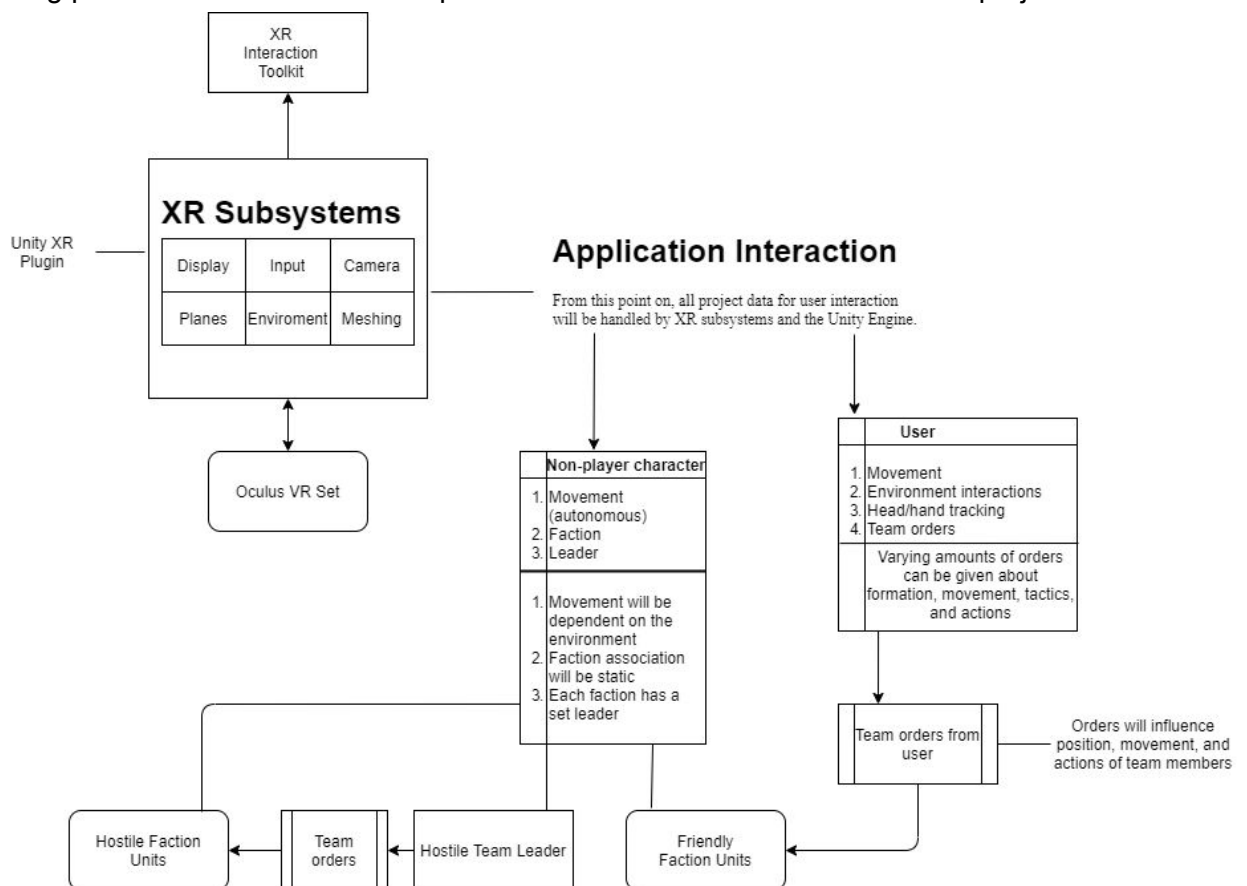 XR
Interaction
Toolkit
XR Subsystems
Unity XR
Plugin
Display
Input
Camera
Planes
Enviroment
Meshing
Application Interaction
From this point on, all project data for user interaction
will be handled by XR subsystems and the Unity Engine.
Oculus VR Set
Non-player character
1. Movement
(autonomous)
2. Faction
3. Leader
1. Movement will be
dependent on the
environment
2. Faction association
will be static
3. Each faction has a
set leader
User
1. Movement
2. Environment interactions
3. Head/hand tracking
4. Team orders
Varying amounts of orders
can be given about
formation, movement, tactics,
and actions
Team orders from
user
Orders will influence
position, movement, and
actions of team members
Hostile Faction
Units
Team
orders
Hostile Team Leader
Friendly
Faction Units